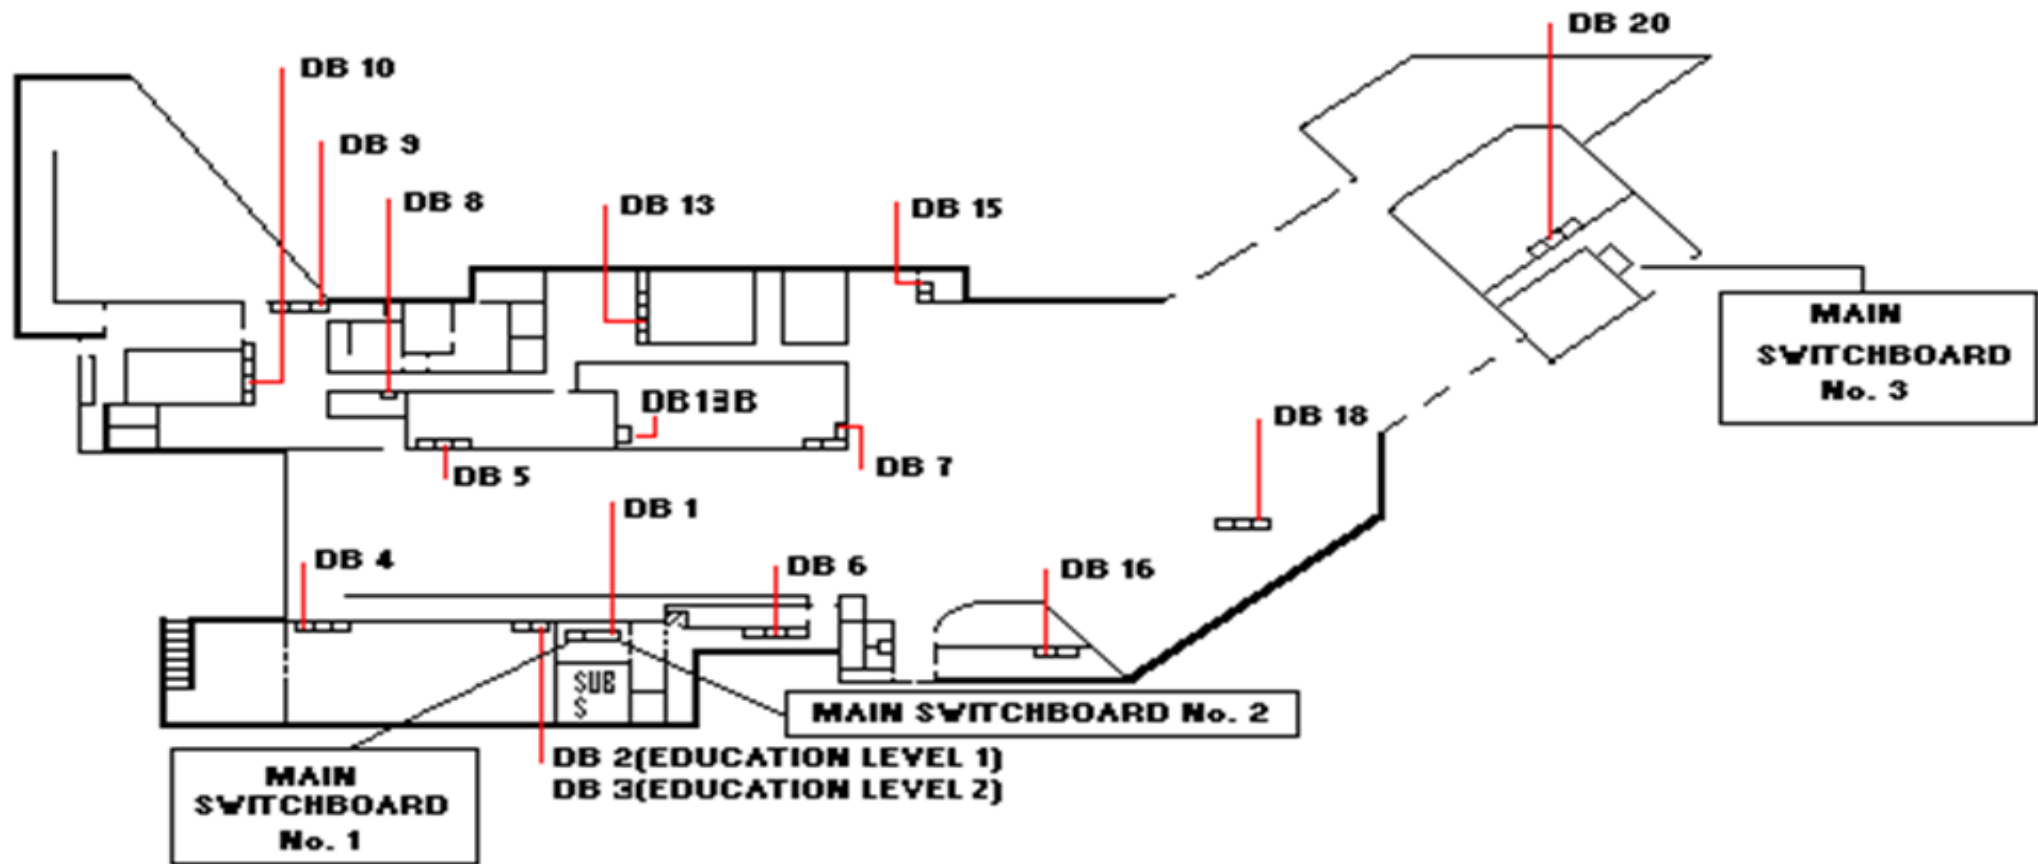 DB 20
DB 10
DB 9
DB 8
DB 13
DB 15
MAIN
SWITCHBOARD
No. 3
DB 18
DB 7
DB 5
DB 1
DB 4
DB 6
DB 16
SUB
S
MAIN SWITCHBOARD No. 2
DB 2(EDUCATION LEVEL 1)
DB 3(EDUCATION LEVEL 2)
MAIN
SWITCHBOARD
No. 1